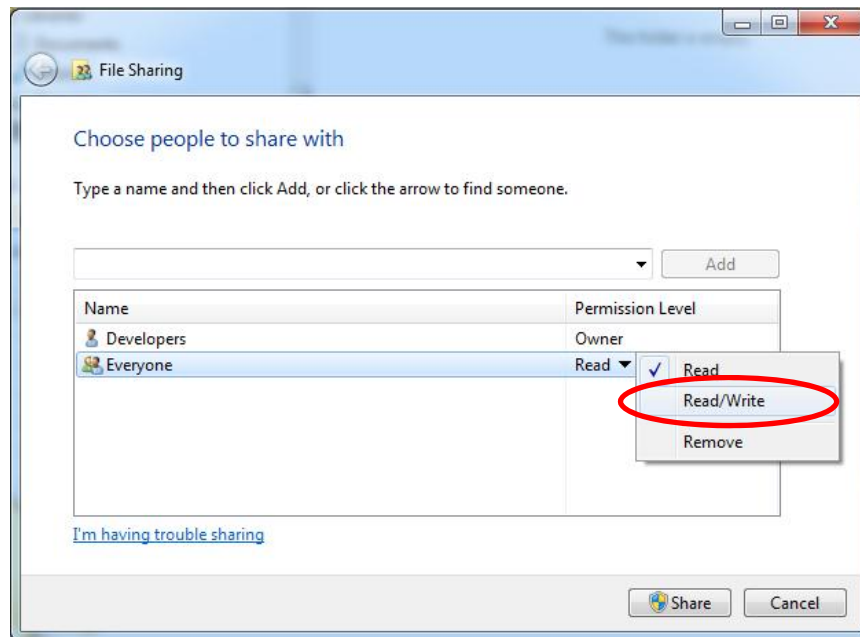 File Sharing
Choose people to share with
Type a name and then click Add, or click the arrow to find someone.
Add
Name Permission Level
Developers Owner
Everyone Read
Read
Read/Write
Remove
I'm having trouble sharing
Share Cancel